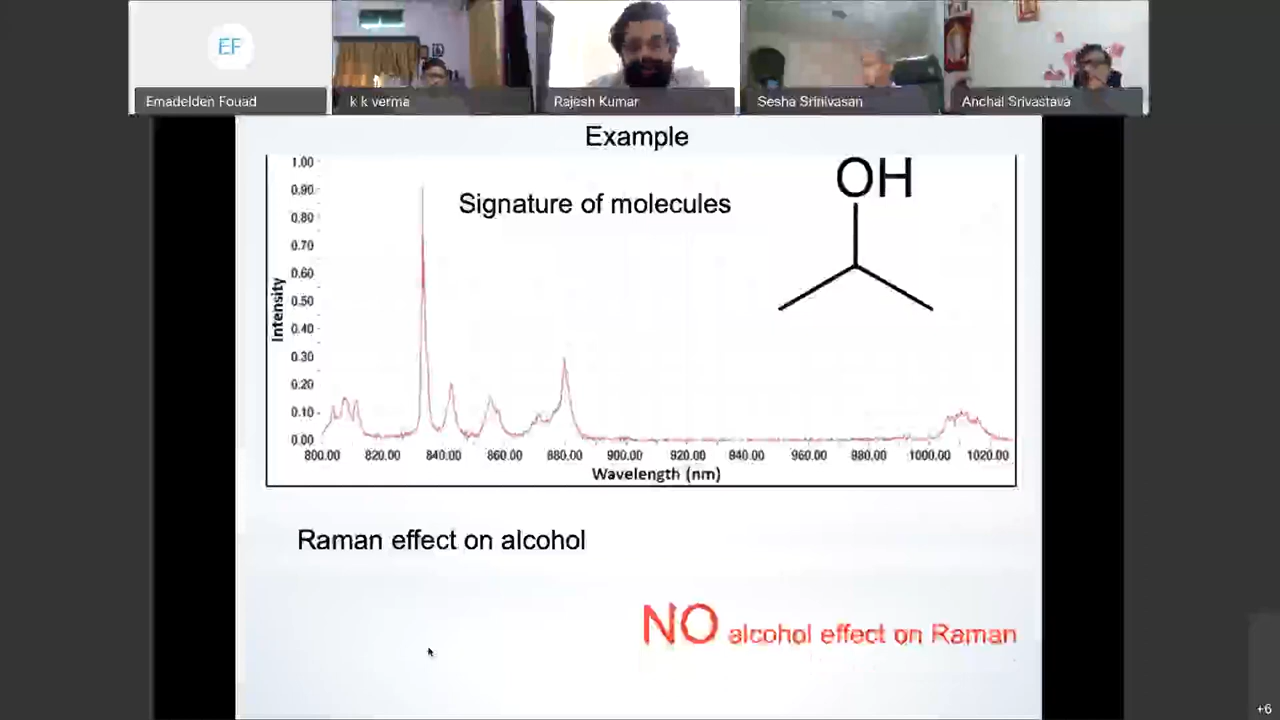 EF
Emadelden Fouad
k k verma
Rajesh Kumar
Sesha Srinivasan
Anchal Srivastava
Example
Signature of molecules
OH
Intensity
1.00
0.90
0.80
0.70
0.60
0.50
0.40
0.30
0.20
0.10
0.00
800.00 820.00 840.00 860.00 880.00 900.00 920.00 940.00 960.00 980.00 1000.00 1020.00
Wavelength (nm)
Raman effect on alcohol
NO alcohol effect on Raman
+6